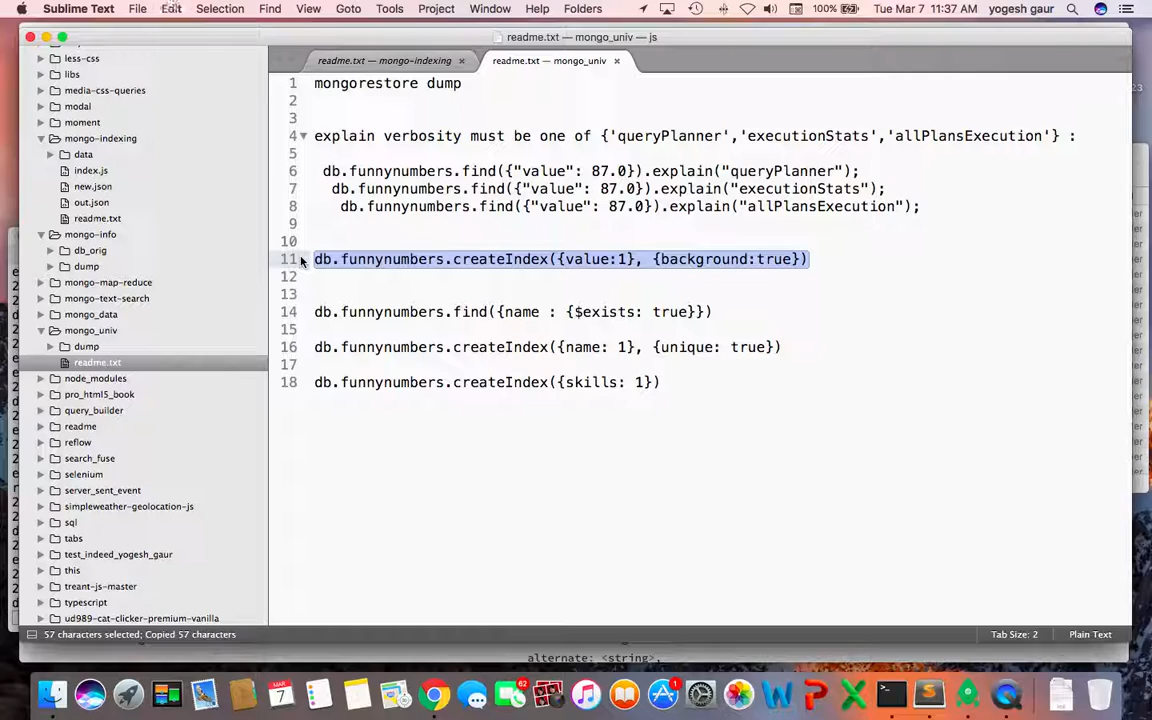 Sublime Text File Edit Selection Find View Goto Tools Project Window Help Folders 100% Tue Mar 7 11:37 AM yogesh gaur
readme.txt — mongo_univ — js
readme.txt — mongo-indexing ×
readme.txt — mongo_univ ×
less-css
libs
media-css-queries
modal
moment
mongo-indexing
data
index.js
new.json
out.json
readme.txt
mongo-info
db_orig
dump
mongo-map-reduce
mongo-text-search
mongo_data
mongo_univ
dump
readme.txt
node_modules
pro_html5_book
query_builder
readme
reflow
search_fuse
selenium
server_sent_event
simpleweather-geolocation-js
sql
tabs
test_indeed_yogesh_gaur
this
treant-js-master
typescript
ud989-cat-clicker-premium-vanilla
1 mongorestore dump
2
3
4 explain verbosity must be one of {'queryPlanner','executionStats','allPlansExecution'} :
5
6 db.funnynumbers.find({"value": 87.0}).explain("queryPlanner");
7 db.funnynumbers.find({"value": 87.0}).explain("executionStats");
8 db.funnynumbers.find({"value": 87.0}).explain("allPlansExecution");
9
10
11 db.funnynumbers.createIndex({value:1}, {background:true})
12
13
14 db.funnynumbers.find({name : {$exists: true}})
15
16 db.funnynumbers.createIndex({name: 1}, {unique: true})
17
18 db.funnynumbers.createIndex({skills: 1})
57 characters selected; Copied 57 characters
Tab Size: 2
Plain Text
alternate: <string>,
23
62
MAR
7
1